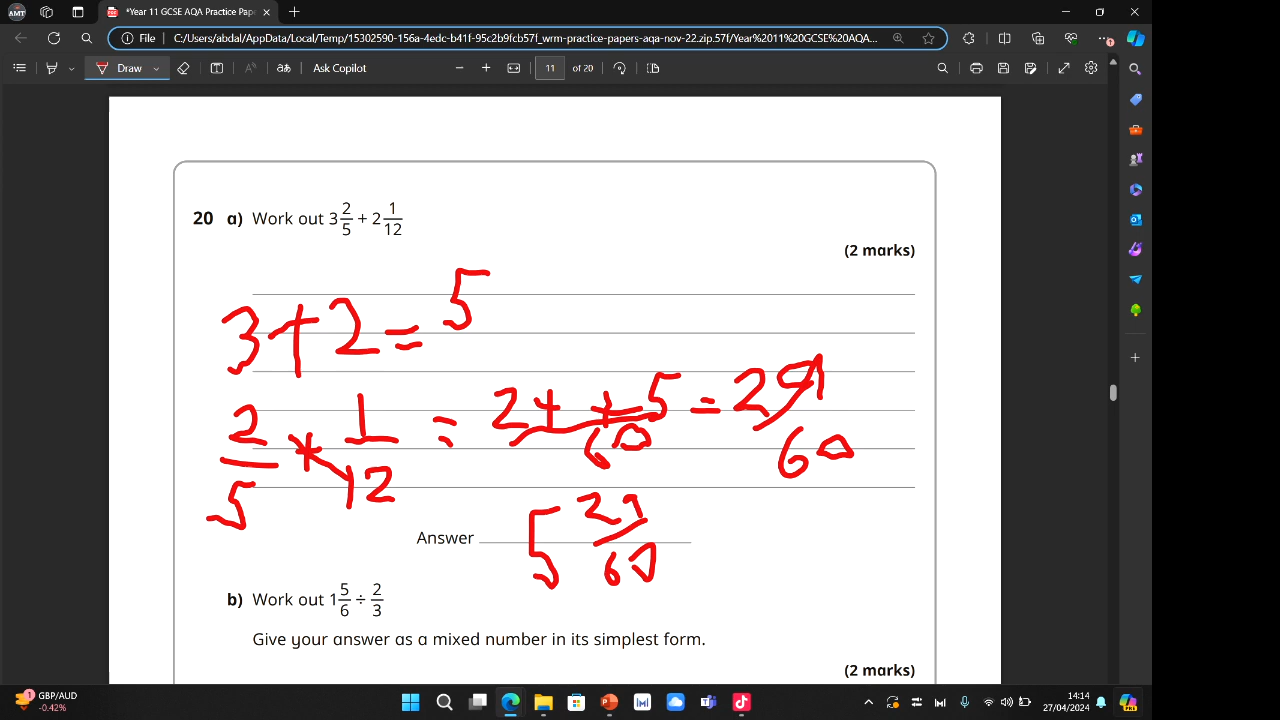 *Year 11 GCSE AQA Practice Pape
File C:/Users/abdal/AppData/Local/Temp/15302590-156a-4edc-b41f-95c2b9fcb57f_wrm-practice-papers-aqa-nov-22.zip.57f/Year%2011%20GCSE%20AQA...
Draw Ask Copilot 11 of 20
20 a) Work out 3 2/5 + 2 1/12
(2 marks)
3+2=5
2/5 * 1/12 = 24 + 5/60 = 29/60
Answer 5 29/60
b) Work out 1 5/6 ÷ 2/3
Give your answer as a mixed number in its simplest form.
(2 marks)
GBP/AUD
-0.42%
14:14
27/04/2024